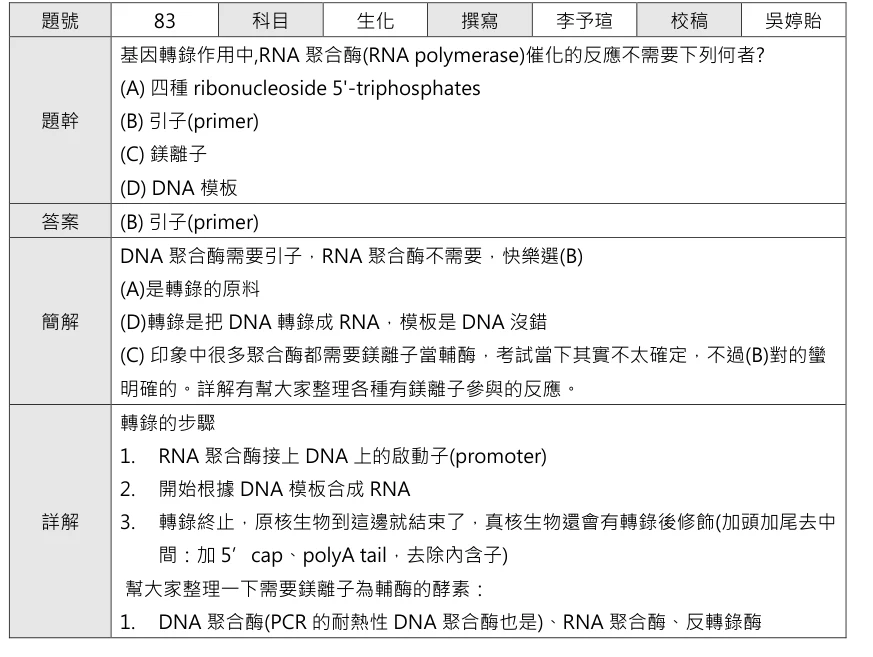 題號 83 科目 生化 撰寫 李予瑄 校稿 吳婷貽
題幹
基因轉錄作用中,RNA 聚合酶(RNA polymerase)催化的反應不需要下列何者?
(A) 四種 ribonucleoside 5'-triphosphates
(B) 引子(primer)
(C) 鎂離子
(D) DNA 模板
答案 (B) 引子(primer)
簡解
DNA 聚合酶需要引子，RNA 聚合酶不需要，快樂選(B)
(A)是轉錄的原料
(D)轉錄是把 DNA 轉錄成 RNA，模板是 DNA 沒錯
(C) 印象中很多聚合酶都需要鎂離子當輔酶，考試當下其實不太確定，不過(B)對的蠻
明確的。詳解有幫大家整理各種有鎂離子參與的反應。
詳解
轉錄的步驟
1. RNA 聚合酶接上 DNA 上的啟動子(promoter)
2. 開始根據 DNA 模板合成 RNA
3. 轉錄終止，原核生物到這邊就結束了，真核生物還會有轉錄後修飾(加頭加尾去中
間：加 5’ cap、polyA tail，去除內含子)
幫大家整理一下需要鎂離子為輔酶的酵素：
1. DNA 聚合酶(PCR 的耐熱性 DNA 聚合酶也是)、RNA 聚合酶、反轉錄酶